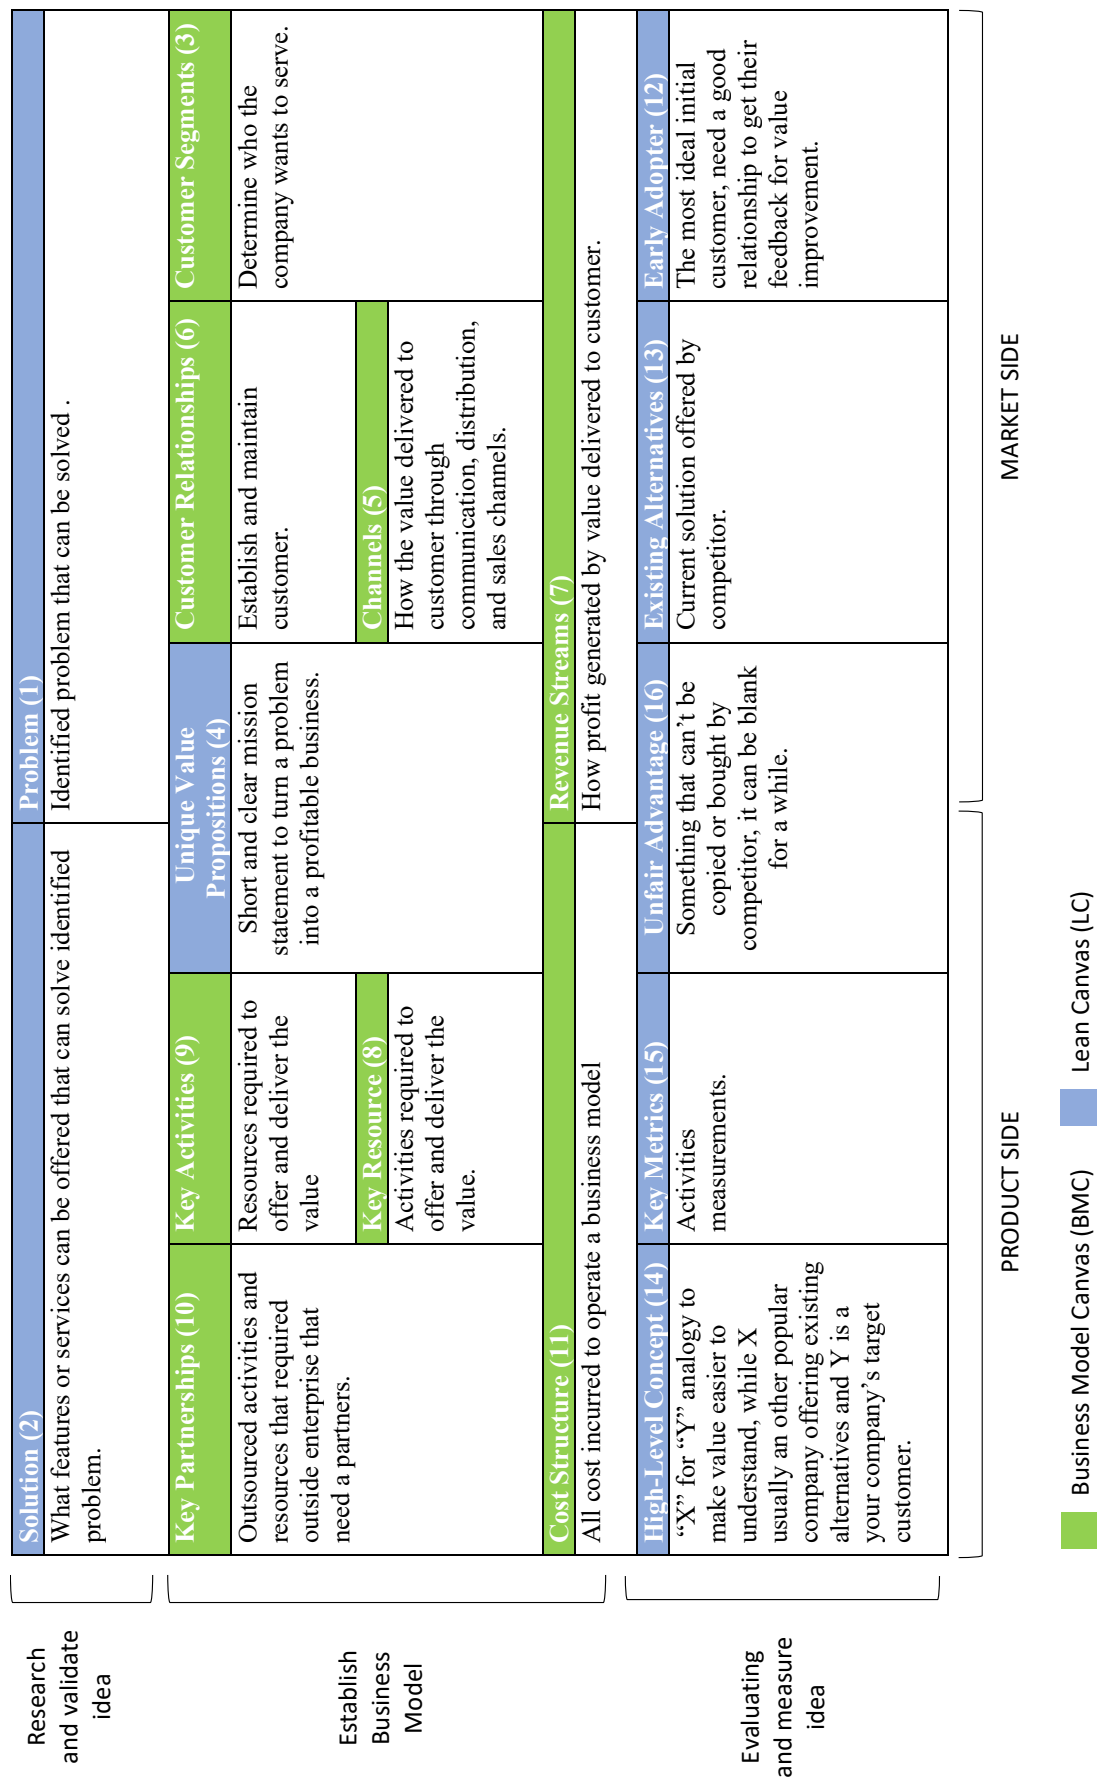 Research
and validate
idea
Solution (2)
What features or services can be offered that can solve identified
problem.
Problem (1)
Identified problem that can be solved .
Establish
Business
Model
Key Partnerships (10)
Outsourced activities and
resources that required
outside enterprise that
need a partners.
Key Activities (9)
Resources required to
offer and deliver the
value
Key Resource (8)
Activities required to
offer and deliver the
value.
Unique Value
Propositions (4)
Short and clear mission
statement to turn a problem
into a profitable business.
Customer Relationships (6)
Establish and maintain
customer.
Channels (5)
How the value delivered to
customer through
communication, distribution,
and sales channels.
Customer Segments (3)
Determine who the
company wants to serve.
Cost Structure (11)
All cost incurred to operate a business model
Revenue Streams (7)
How profit generated by value delivered to customer.
Evaluating
and measure
idea
High-Level Concept (14)
“X” for “Y” analogy to
make value easier to
understand, while X
usually an other popular
company offering existing
alternatives and Y is a
your company’s target
customer.
Key Metrics (15)
Activities
measurements.
Unfair Advantage (16)
Something that can’t be
copied or bought by
competitor, it can be blank
for a while.
Existing Alternatives (13)
Current solution offered by
competitor.
Early Adopter (12)
The most ideal initial
customer, need a good
relationship to get their
feedback for value
improvement.
PRODUCT SIDE
MARKET SIDE
Business Model Canvas (BMC)
Lean Canvas (LC)